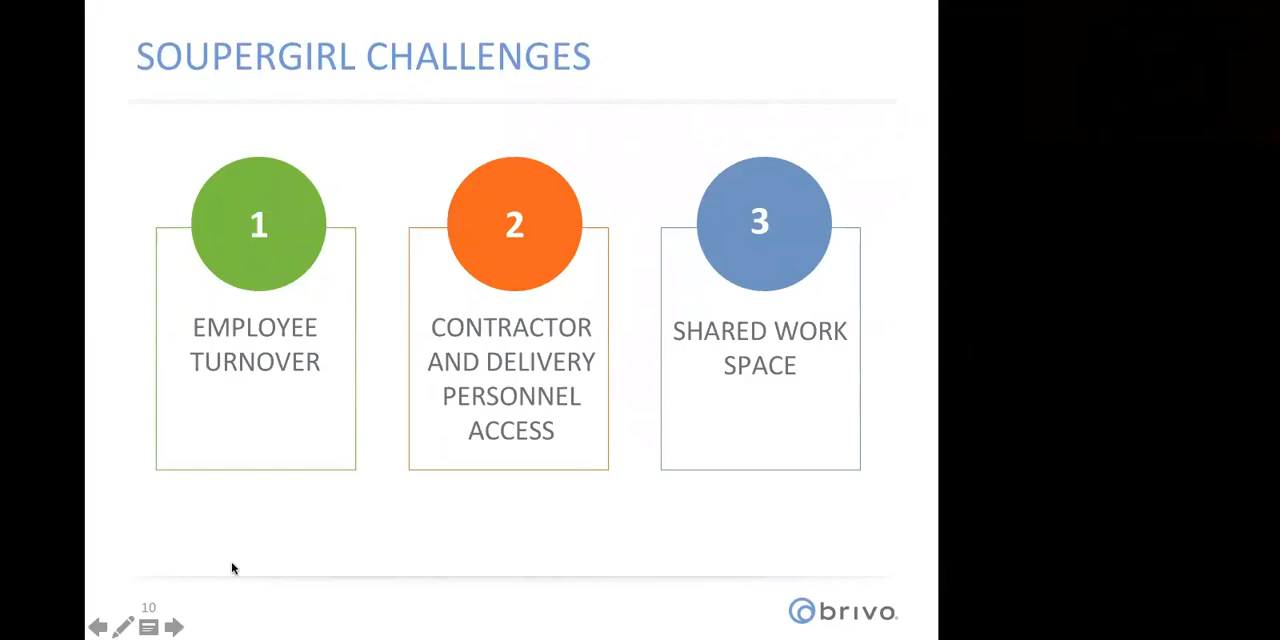 SOUPERGIRL CHALLENGES
1
EMPLOYEE
TURNOVER
2
CONTRACTOR
AND DELIVERY
PERSONNEL
ACCESS
3
SHARED WORK
SPACE
10
brivo.